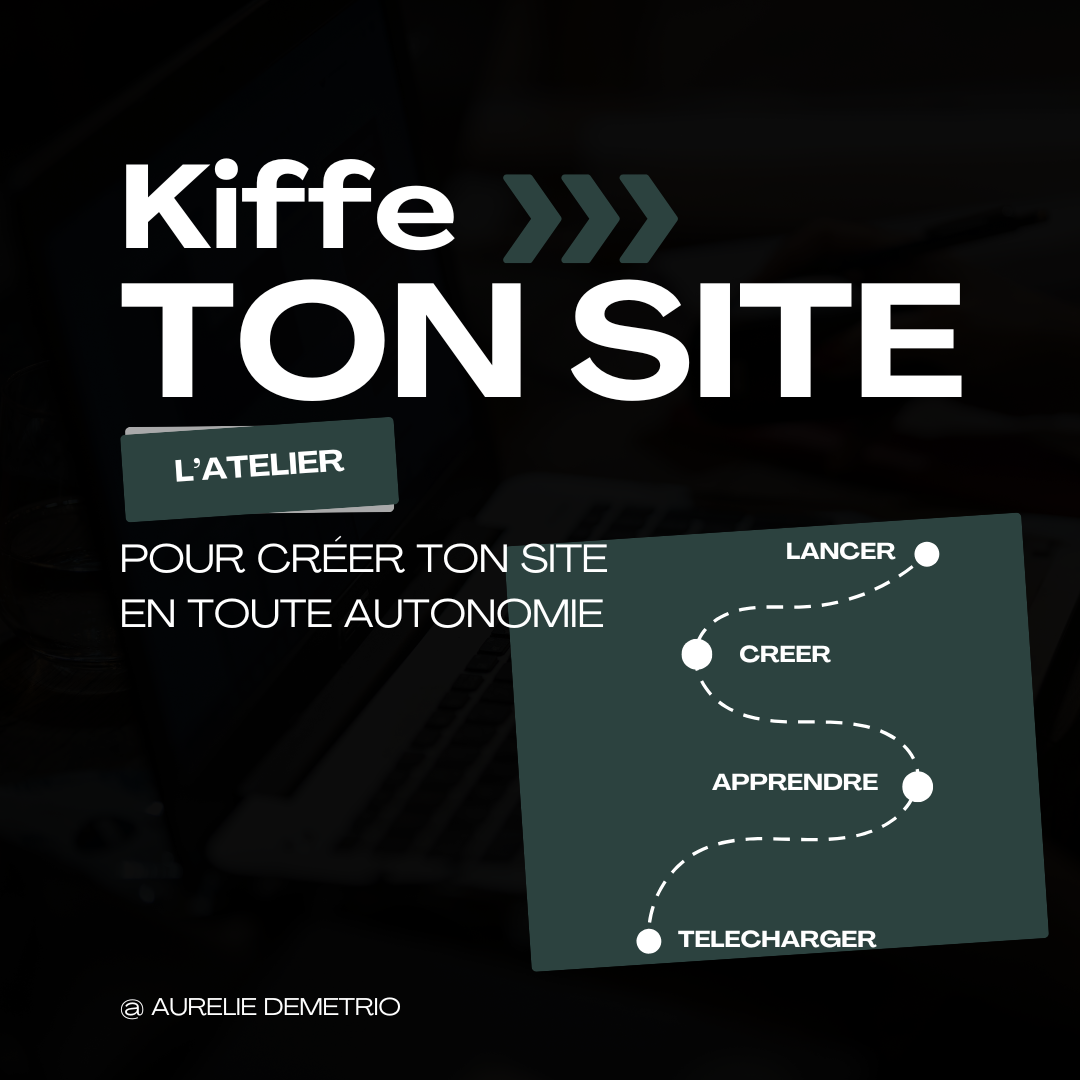 Kiffe
TON SITE
L'ATELIER
POUR CRÉER TON SITE
EN TOUTE AUTONOMIE
LANCER
CREER
APPRENDRE
TELECHARGER
@ AURELIE DEMETRIO